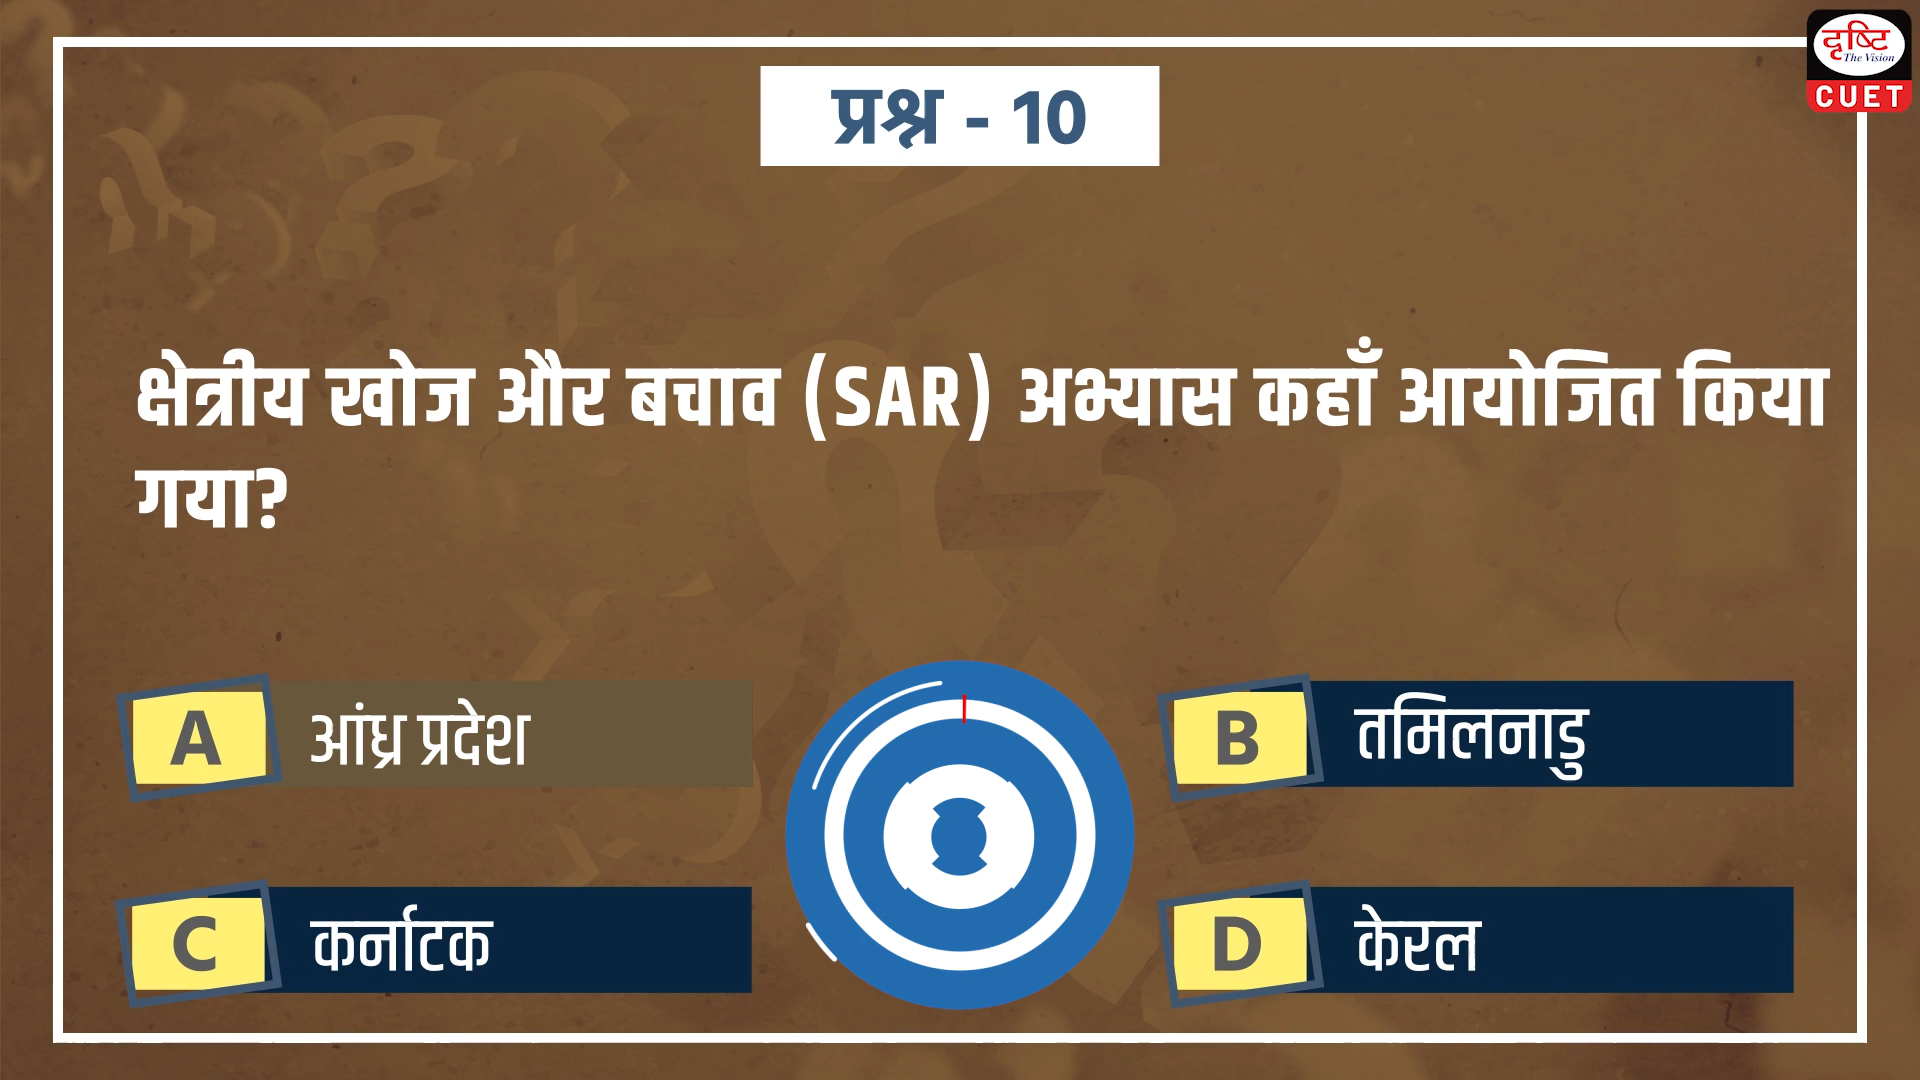 दृष्टि
The Vision
CUET
प्रश्न - 10
क्षेत्रीय खोज और बचाव (SAR) अभ्यास कहाँ आयोजित किया
गया?
A आंध्र प्रदेश
B तमिलनाडु
C कर्नाटक
D केरल